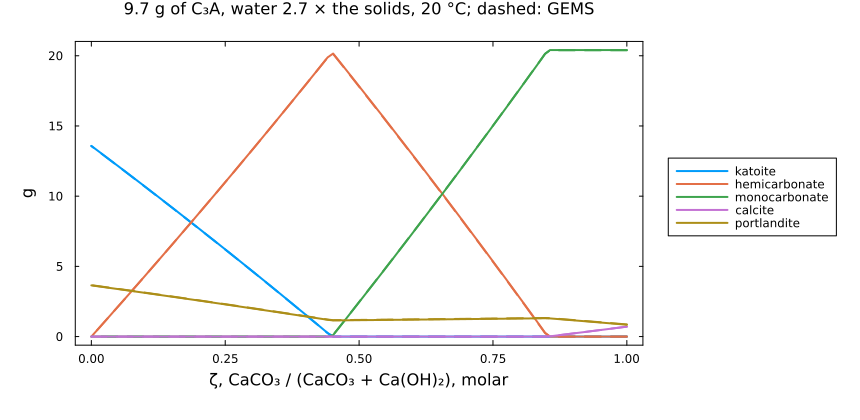 9.7 g of C₃A, water 2.7 × the solids, 20 °C; dashed: GEMS
20
15
10
5
0
g
0.00 0.25 0.50 0.75 1.00
ζ, CaCO₃ / (CaCO₃ + Ca(OH)₂), molar
katoite
hemicarbonate
monocarbonate
calcite
portlandite